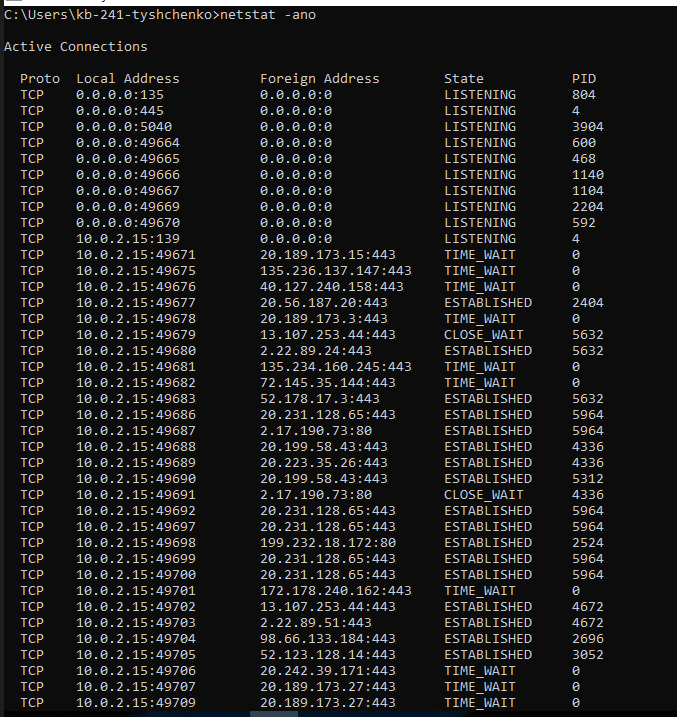 C:\Users\kb-241-tyshchenko>netstat -ano
Active Connections
Proto Local Address Foreign Address State PID
TCP 0.0.0.0:135 0.0.0.0:0 LISTENING 804
TCP 0.0.0.0:445 0.0.0.0:0 LISTENING 4
TCP 0.0.0.0:5040 0.0.0.0:0 LISTENING 3904
TCP 0.0.0.0:49664 0.0.0.0:0 LISTENING 600
TCP 0.0.0.0:49665 0.0.0.0:0 LISTENING 468
TCP 0.0.0.0:49666 0.0.0.0:0 LISTENING 1140
TCP 0.0.0.0:49667 0.0.0.0:0 LISTENING 1104
TCP 0.0.0.0:49669 0.0.0.0:0 LISTENING 2204
TCP 0.0.0.0:49670 0.0.0.0:0 LISTENING 592
TCP 10.0.2.15:139 0.0.0.0:0 LISTENING 4
TCP 10.0.2.15:49671 20.189.173.15:443 TIME_WAIT 0
TCP 10.0.2.15:49675 135.236.137.147:443 TIME_WAIT 0
TCP 10.0.2.15:49676 40.127.240.158:443 TIME_WAIT 0
TCP 10.0.2.15:49677 20.56.187.20:443 ESTABLISHED 2404
TCP 10.0.2.15:49678 20.189.173.3:443 TIME_WAIT 0
TCP 10.0.2.15:49679 13.107.253.44:443 CLOSE_WAIT 5632
TCP 10.0.2.15:49680 2.22.89.24:443 ESTABLISHED 5632
TCP 10.0.2.15:49681 135.234.160.245:443 TIME_WAIT 0
TCP 10.0.2.15:49682 72.145.35.144:443 TIME_WAIT 0
TCP 10.0.2.15:49683 52.178.17.3:443 ESTABLISHED 5632
TCP 10.0.2.15:49686 20.231.128.65:443 ESTABLISHED 5964
TCP 10.0.2.15:49687 2.17.190.73:80 ESTABLISHED 5964
TCP 10.0.2.15:49688 20.199.58.43:443 ESTABLISHED 4336
TCP 10.0.2.15:49689 20.223.35.26:443 ESTABLISHED 4336
TCP 10.0.2.15:49690 20.199.58.43:443 ESTABLISHED 5312
TCP 10.0.2.15:49691 2.17.190.73:80 CLOSE_WAIT 4336
TCP 10.0.2.15:49692 20.231.128.65:443 ESTABLISHED 5964
TCP 10.0.2.15:49697 20.231.128.65:443 ESTABLISHED 5964
TCP 10.0.2.15:49698 199.232.18.172:80 ESTABLISHED 2524
TCP 10.0.2.15:49699 20.231.128.65:443 ESTABLISHED 5964
TCP 10.0.2.15:49700 20.231.128.65:443 ESTABLISHED 5964
TCP 10.0.2.15:49701 172.178.240.162:443 TIME_WAIT 0
TCP 10.0.2.15:49702 13.107.253.44:443 ESTABLISHED 4672
TCP 10.0.2.15:49703 2.22.89.51:443 ESTABLISHED 4672
TCP 10.0.2.15:49704 98.66.133.184:443 ESTABLISHED 2696
TCP 10.0.2.15:49705 52.123.128.14:443 ESTABLISHED 3052
TCP 10.0.2.15:49706 20.242.39.171:443 TIME_WAIT 0
TCP 10.0.2.15:49707 20.189.173.27:443 TIME_WAIT 0
TCP 10.0.2.15:49709 20.189.173.27:443 TIME_WAIT 0